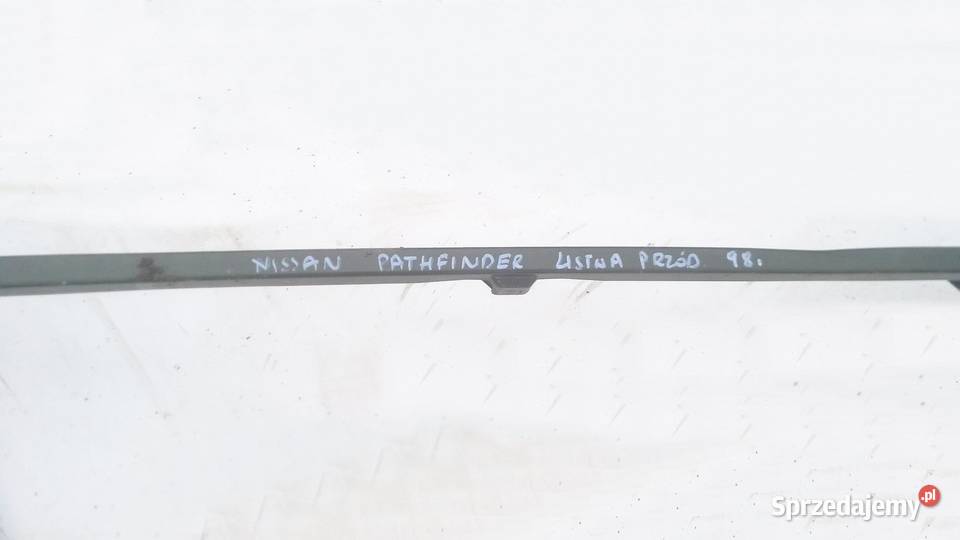 NISSAN PATHFINDER LISTWA PRZÓD 98.
Sprzedajemy.pl